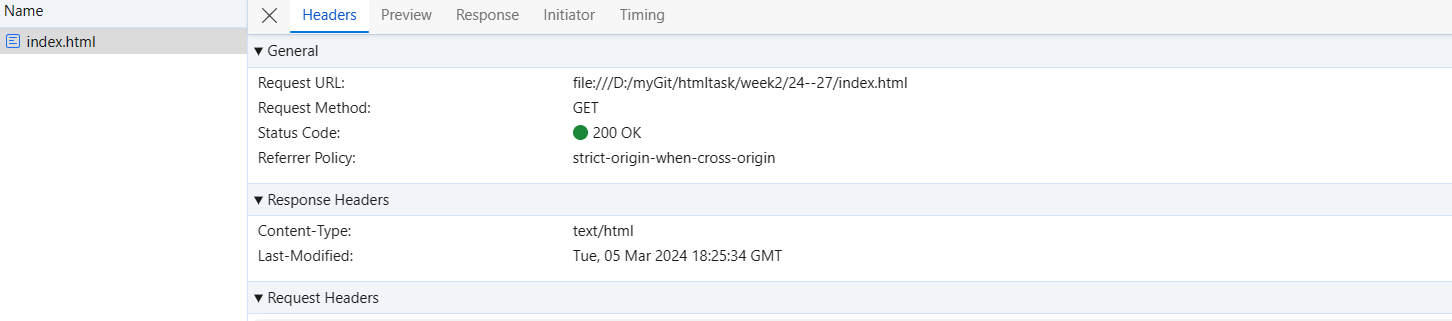 Name
index.html
Headers Preview Response Initiator Timing
General
Request URL: file:///D:/myGit/htmltask/week2/24--27/index.html
Request Method: GET
Status Code: 200 OK
Referrer Policy: strict-origin-when-cross-origin
Response Headers
Content-Type: text/html
Last-Modified: Tue, 05 Mar 2024 18:25:34 GMT
Request Headers